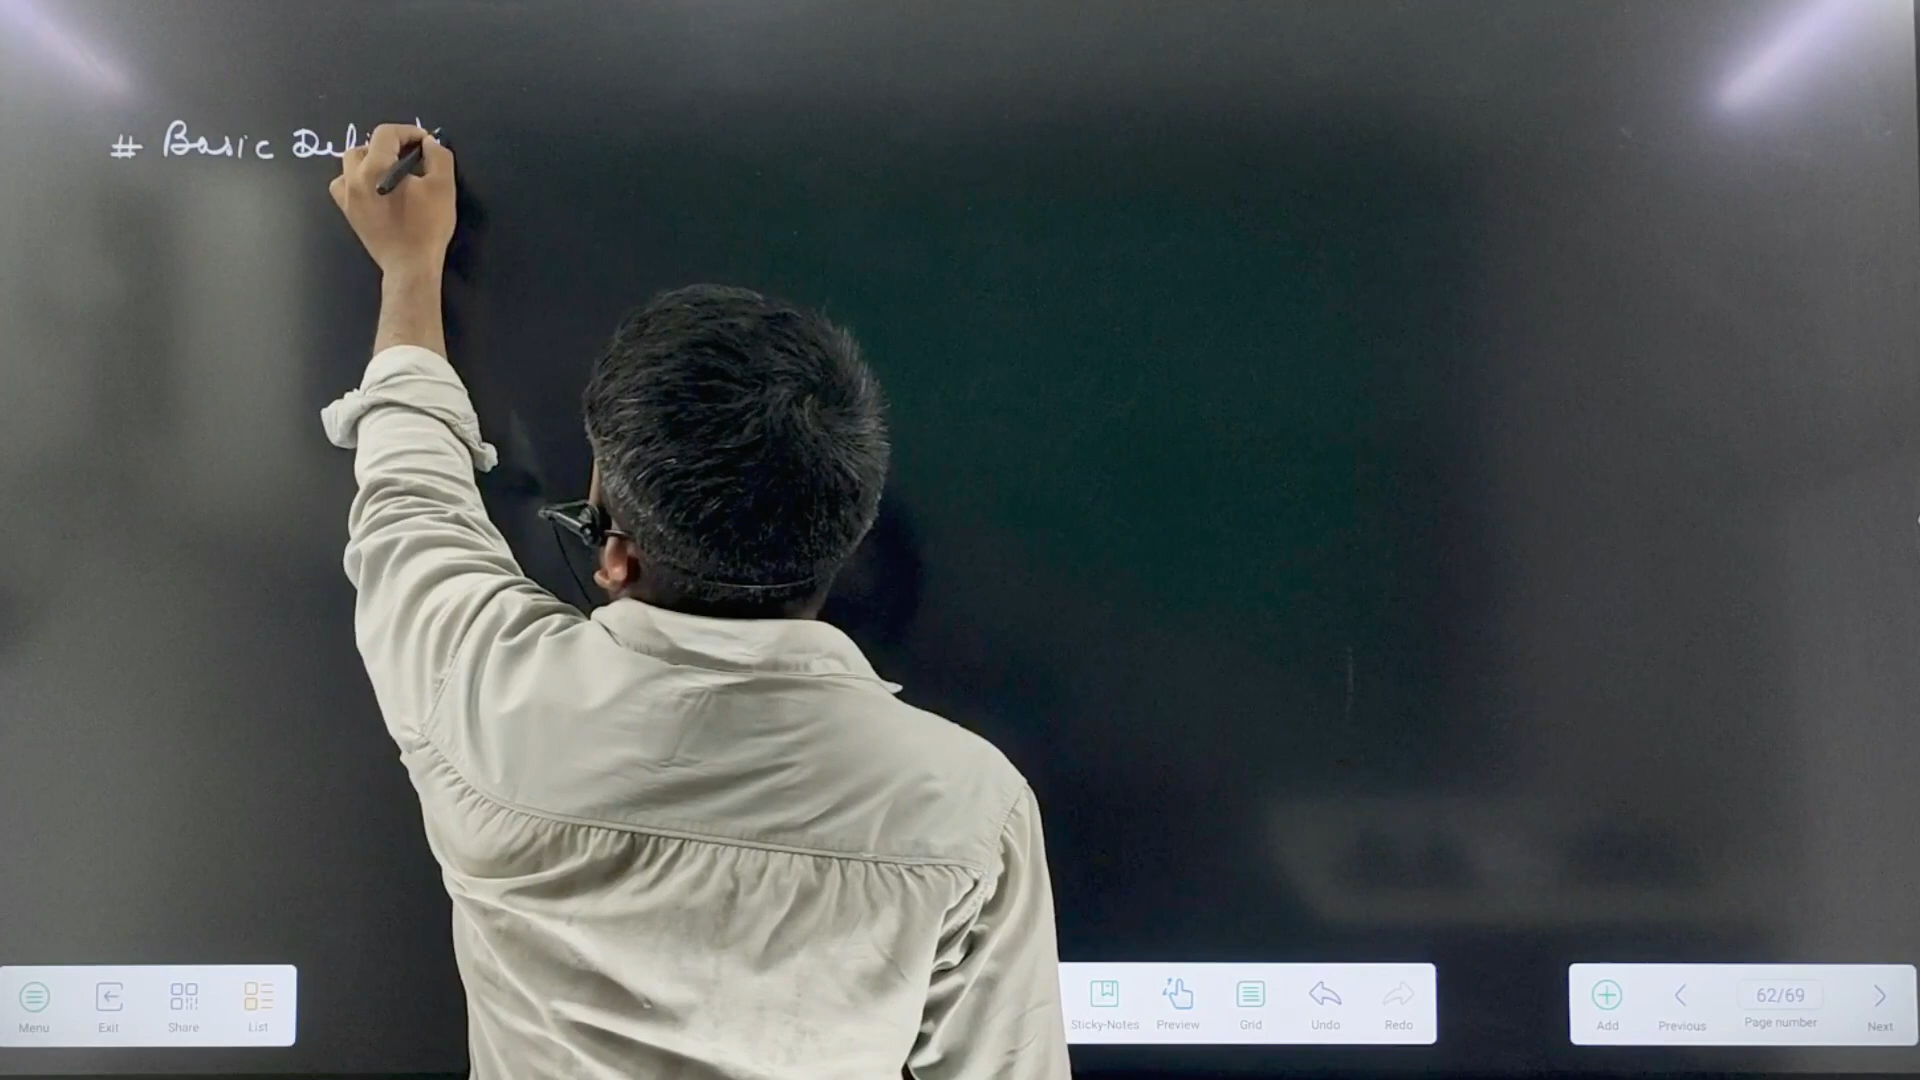 # Basic
Menu Exit Share List Sticky-Notes Preview Grid Undo Redo Add Previous 62/69 Page number Next